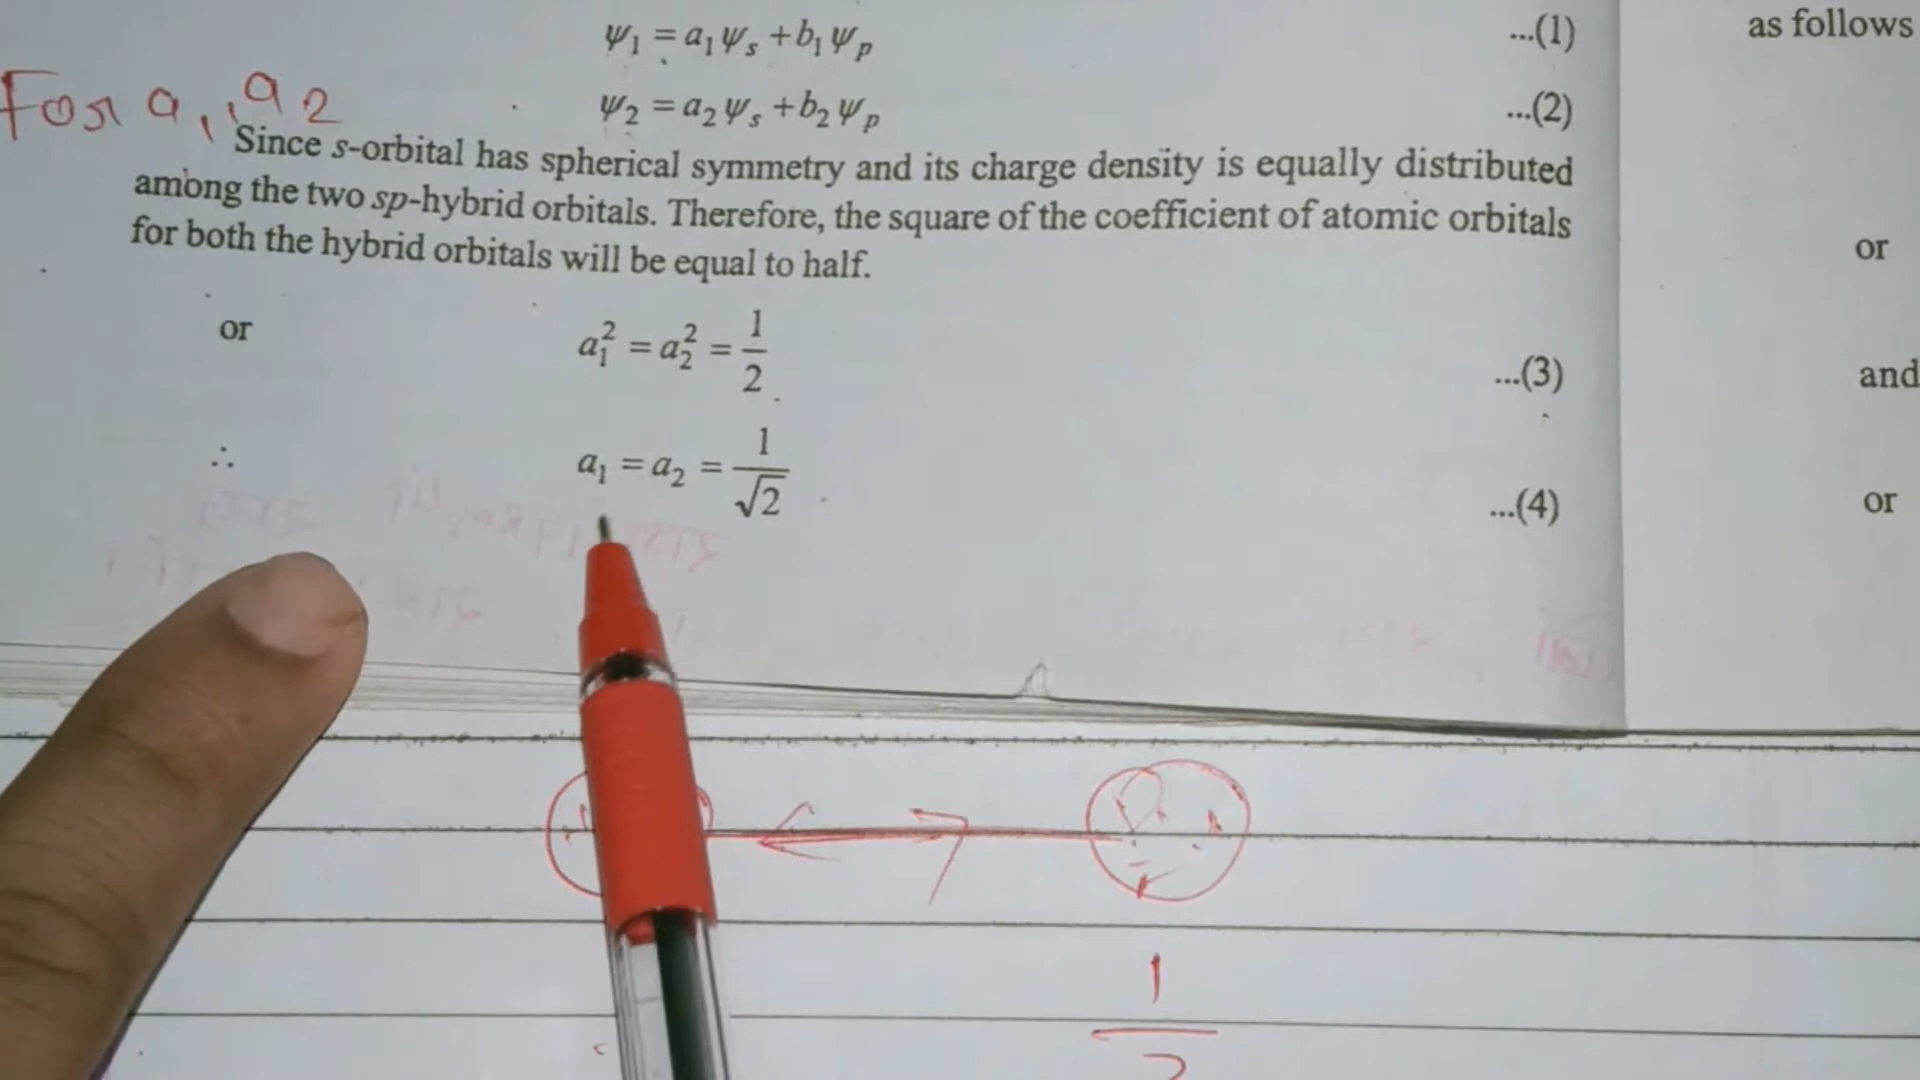 ψ₁ = a₁ψₛ + b₁ψₚ ...(1)
For a₁, a₂
ψ₂ = a₂ψₛ + b₂ψₚ ...(2)
Since s-orbital has spherical symmetry and its charge density is equally distributed
among the two sp-hybrid orbitals. Therefore, the square of the coefficient of atomic orbitals
for both the hybrid orbitals will be equal to half.
or a₁² = a₂² = 1/2 ...(3)
∴ a₁ = a₂ = 1/√2 ...(4)
as follows
or
and
or
1
2